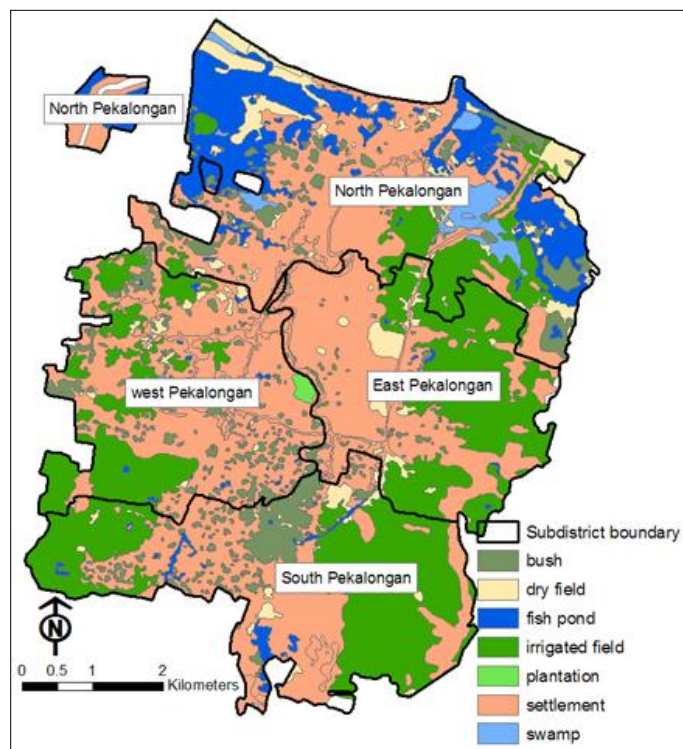 North Pekalongan
North Pekalongan
west Pekalongan
East Pekalongan
South Pekalongan
N
0 0.5 1 2
Kilometers
Subdistrict boundary
bush
dry field
fish pond
irrigated field
plantation
settlement
swamp